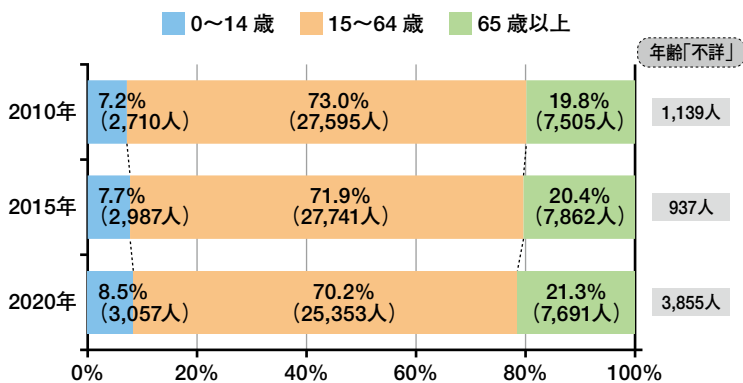 0〜14 歳 15〜64 歳 65 歳以上
年齢「不詳」
2010年
7.2%
（2,710人）
73.0%
（27,595人）
19.8%
（7,505人）
1,139人
2015年
7.7%
（2,987人）
71.9%
（27,741人）
20.4%
（7,862人）
937人
2020年
8.5%
（3,057人）
70.2%
（25,353人）
21.3%
（7,691人）
3,855人
0% 20% 40% 60% 80% 100%